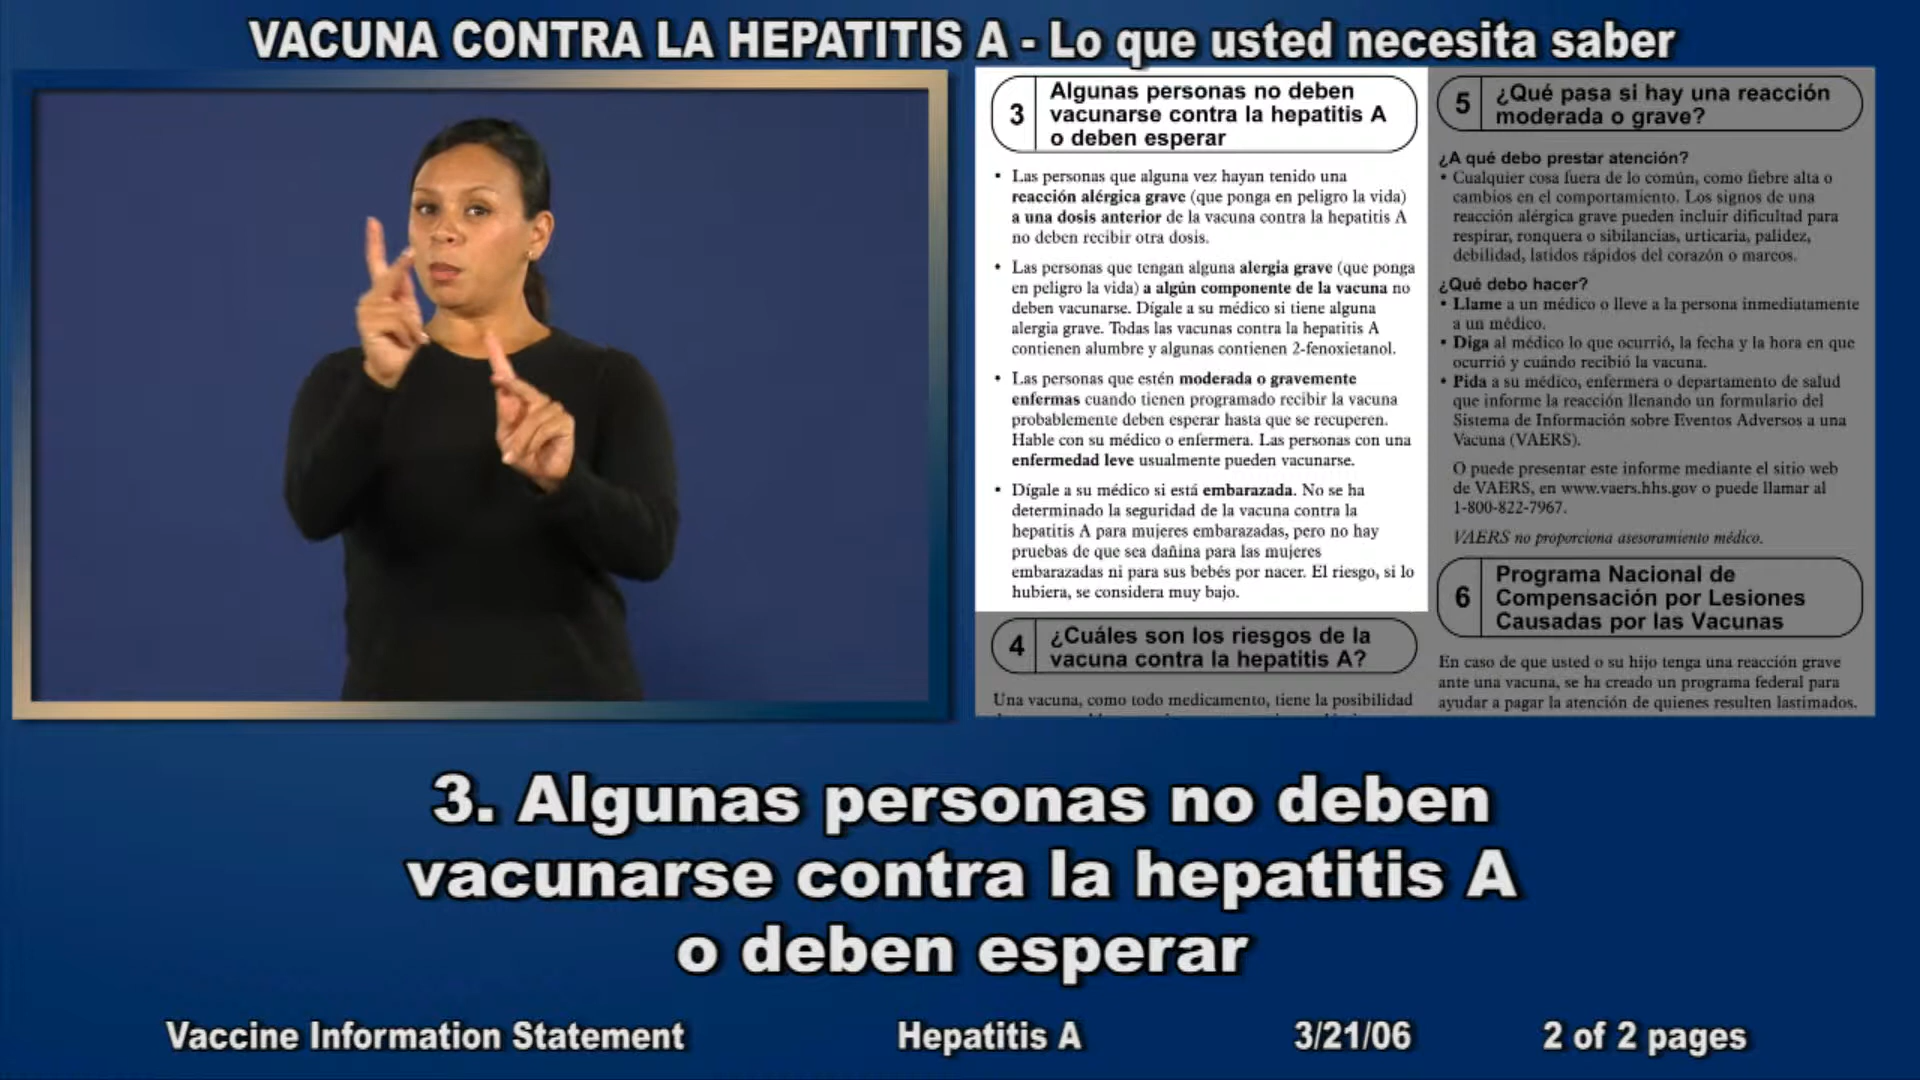 VACUNA CONTRA LA HEPATITIS A - Lo que usted necesita saber
3
Algunas personas no deben
vacunarse contra la hepatitis A
o deben esperar
• Las personas que alguna vez hayan tenido una
reacción alérgica grave (que ponga en peligro la vida)
a una dosis anterior de la vacuna contra la hepatitis A
no deben recibir otra dosis.
• Las personas que tengan alguna alergia grave (que ponga
en peligro la vida) a algún componente de la vacuna no
deben vacunarse. Dígale a su médico si tiene alguna
alergia grave. Todas las vacunas contra la hepatitis A
contienen alumbre y algunas contienen 2-fenoxietanol.
• Las personas que estén moderada o gravemente
enfermas cuando tienen programado recibir la vacuna
probablemente deben esperar hasta que se recuperen.
Hable con su médico o enfermera. Las personas con una
enfermedad leve usualmente pueden vacunarse.
• Dígale a su médico si está embarazada. No se ha
determinado la seguridad de la vacuna contra la
hepatitis A para mujeres embarazadas, pero no hay
pruebas de que sea dañina para las mujeres
embarazadas ni para sus bebés por nacer. El riesgo, si lo
hubiera, se considera muy bajo.
4
¿Cuáles son los riesgos de la
vacuna contra la hepatitis A?
Una vacuna, como todo medicamento, tiene la posibilidad
5
¿Qué pasa si hay una reacción
moderada o grave?
¿A qué debo prestar atención?
• Cualquier cosa fuera de lo común, como fiebre alta o
cambios en el comportamiento. Los signos de una
reacción alérgica grave pueden incluir dificultad para
respirar, ronquera o sibilancias, urticaria, palidez,
debilidad, latidos rápidos del corazón o mareos.
¿Qué debo hacer?
• Llame a un médico o lleve a la persona inmediatamente
a un médico.
• Diga al médico lo que ocurrió, la fecha y la hora en que
ocurrió y cuándo recibió la vacuna.
• Pida a su médico, enfermera o departamento de salud
que informe la reacción llenando un formulario del
Sistema de Información sobre Eventos Adversos a una
Vacuna (VAERS).
O puede presentar este informe mediante el sitio web
de VAERS, en www.vaers.hhs.gov o puede llamar al
1-800-822-7967.
VAERS no proporciona asesoramiento médico.
6
Programa Nacional de
Compensación por Lesiones
Causadas por las Vacunas
En caso de que usted o su hijo tenga una reacción grave
ante una vacuna, se ha creado un programa federal para
ayudar a pagar la atención de quienes resulten lastimados.
3. Algunas personas no deben
vacunarse contra la hepatitis A
o deben esperar
Vaccine Information Statement Hepatitis A 3/21/06 2 of 2 pages